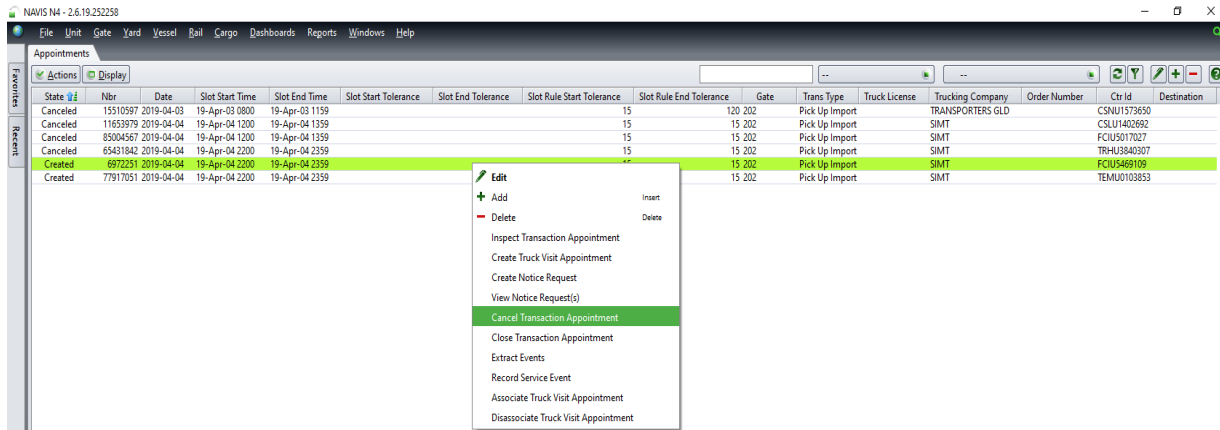 NAVIS N4 - 2.6.19.252258
File Unit Gate Yard Vessel Rail Cargo Dashboards Reports Windows Help
Appointments
Favorites
Recent
Actions Display -- --
State Nbr Date Slot Start Time Slot End Time Slot Start Tolerance Slot End Tolerance Slot Rule Start Tolerance Slot Rule End Tolerance Gate Trans Type Truck License Trucking Company Order Number Ctr Id Destination
Canceled 15510597 2019-04-03 19-Apr-03 0800 19-Apr-03 1159 15 120 202 Pick Up Import TRANSPORTERS GLD CSNU1573650
Canceled 11653979 2019-04-04 19-Apr-04 1200 19-Apr-04 1359 15 15 202 Pick Up Import SIMT CSLU1402692
Canceled 85004567 2019-04-04 19-Apr-04 1200 19-Apr-04 1359 15 15 202 Pick Up Import SIMT FCIU5017027
Canceled 65431842 2019-04-04 19-Apr-04 2200 19-Apr-04 2359 15 15 202 Pick Up Import SIMT TRHU3840307
Created 6972251 2019-04-04 19-Apr-04 2200 19-Apr-04 2359 15 15 202 Pick Up Import SIMT FCIU5469109
Created 77917051 2019-04-04 19-Apr-04 2200 19-Apr-04 2359 15 202 Pick Up Import SIMT TEMU0103853
Edit
Add Insert
Delete Delete
Inspect Transaction Appointment
Create Truck Visit Appointment
Create Notice Request
View Notice Request(s)
Cancel Transaction Appointment
Close Transaction Appointment
Extract Events
Record Service Event
Associate Truck Visit Appointment
Disassociate Truck Visit Appointment